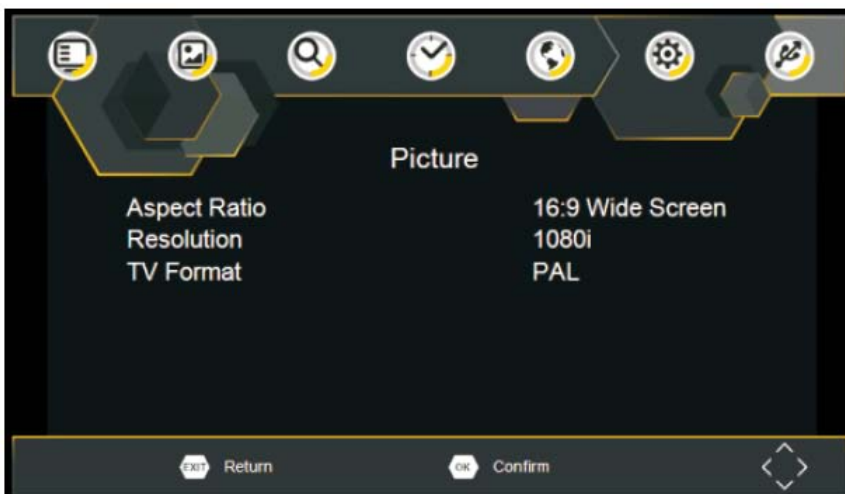 Picture
Aspect Ratio 16:9 Wide Screen
Resolution 1080i
TV Format PAL
EXIT Return OK Confirm